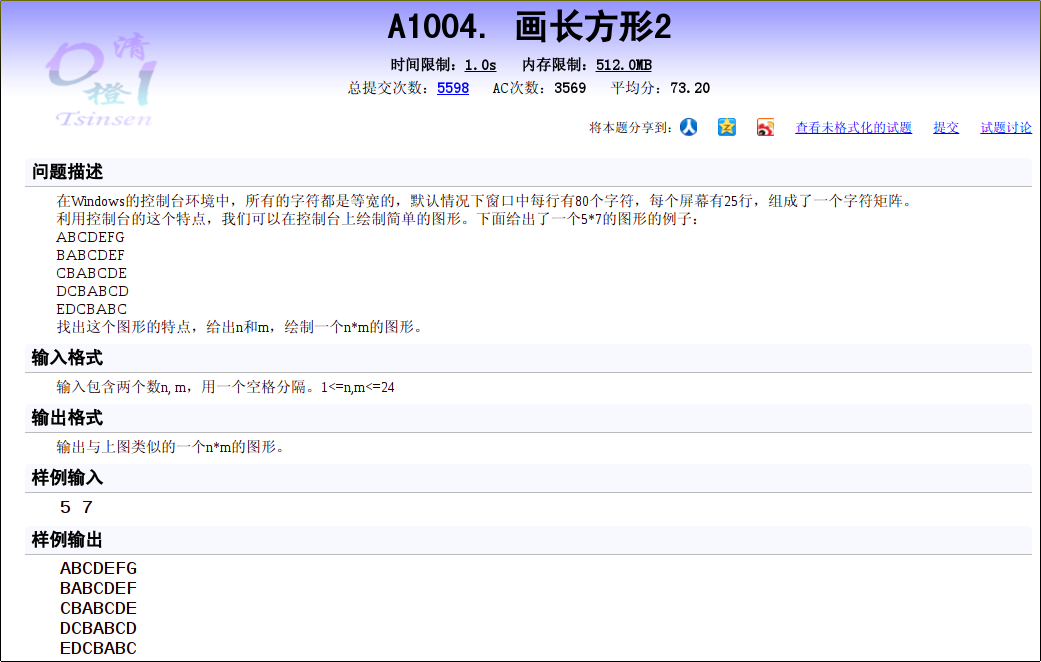 A1004. 画长方形2
时间限制：1.0s 内存限制：512.0MB
总提交次数：5598 AC次数：3569 平均分：73.20
清
橙
Tsinsen
将本题分享到： 查看未格式化的试题 提交 试题讨论
问题描述
在Windows的控制台环境中，所有的字符都是等宽的，默认情况下窗口中每行有80个字符，每个屏幕有25行，组成了一个字符矩阵。
利用控制台的这个特点，我们可以在控制台上绘制简单的图形。下面给出了一个5*7的图形的例子：
ABCDEFG
BABCDEF
CBABCDE
DCBABCD
EDCBABC
找出这个图形的特点，给出n和m，绘制一个n*m的图形。
输入格式
输入包含两个数n, m，用一个空格分隔。1<=n,m<=24
输出格式
输出与上图类似的一个n*m的图形。
样例输入
5 7
样例输出
ABCDEFG
BABCDEF
CBABCDE
DCBABCD
EDCBABC